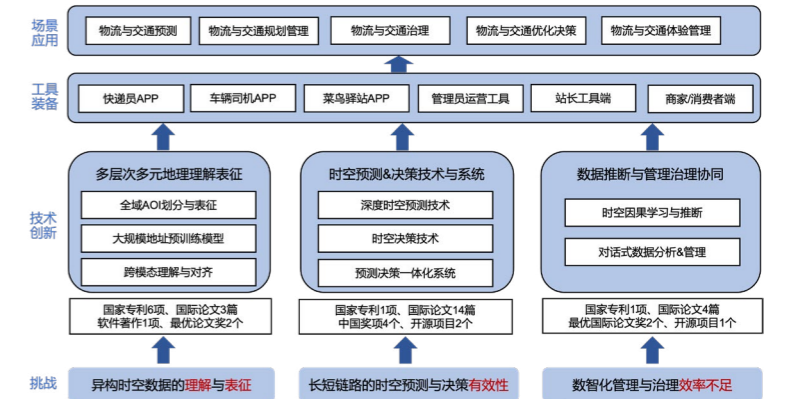 场景
应用
物流与交通预测
物流与交通规划管理
物流与交通治理
物流与交通优化决策
物流与交通体验管理
工具
装备
快递员APP
车辆司机APP
菜鸟驿站APP
管理员运营工具
站长工具端
商家/消费者端
技术
创新
多层次多元地理理解表征
全域AOI划分与表征
大规模地址预训练模型
跨模态理解与对齐
国家专利6项、国际论文3篇
软件著作1项、最优论文奖2个
时空预测&决策技术与系统
深度时空预测技术
时空决策技术
预测决策一体化系统
国家专利1项、国际论文14篇
中国奖项4个、开源项目2个
数据推断与管理治理协同
时空因果学习与推断
对话式数据分析&管理
国家专利1项、国际论文4篇
最优国际论文奖2个、开源项目1个
挑战
异构时空数据的理解与表征
长短链路的时空预测与决策有效性
数智化管理与治理效率不足